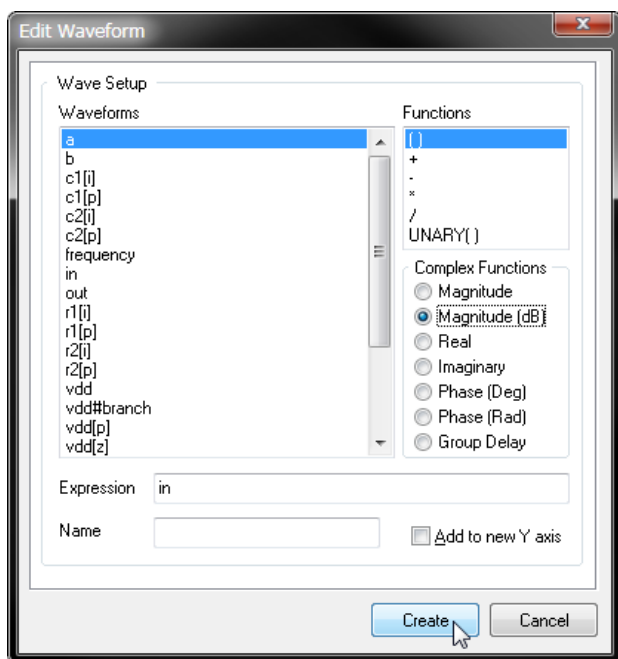 Edit Waveform
Wave Setup
Waveforms
a
b
c1[i]
c1[p]
c2[i]
c2[p]
frequency
in
out
r1[i]
r1[p]
r2[i]
r2[p]
vdd
vdd#branch
vdd[p]
vdd[z]
Functions
( )
+
-
*
/
UNARY( )
Complex Functions
Magnitude
Magnitude (dB)
Real
Imaginary
Phase (Deg)
Phase (Rad)
Group Delay
Expression in
Name
Add to new Y axis
Create Cancel